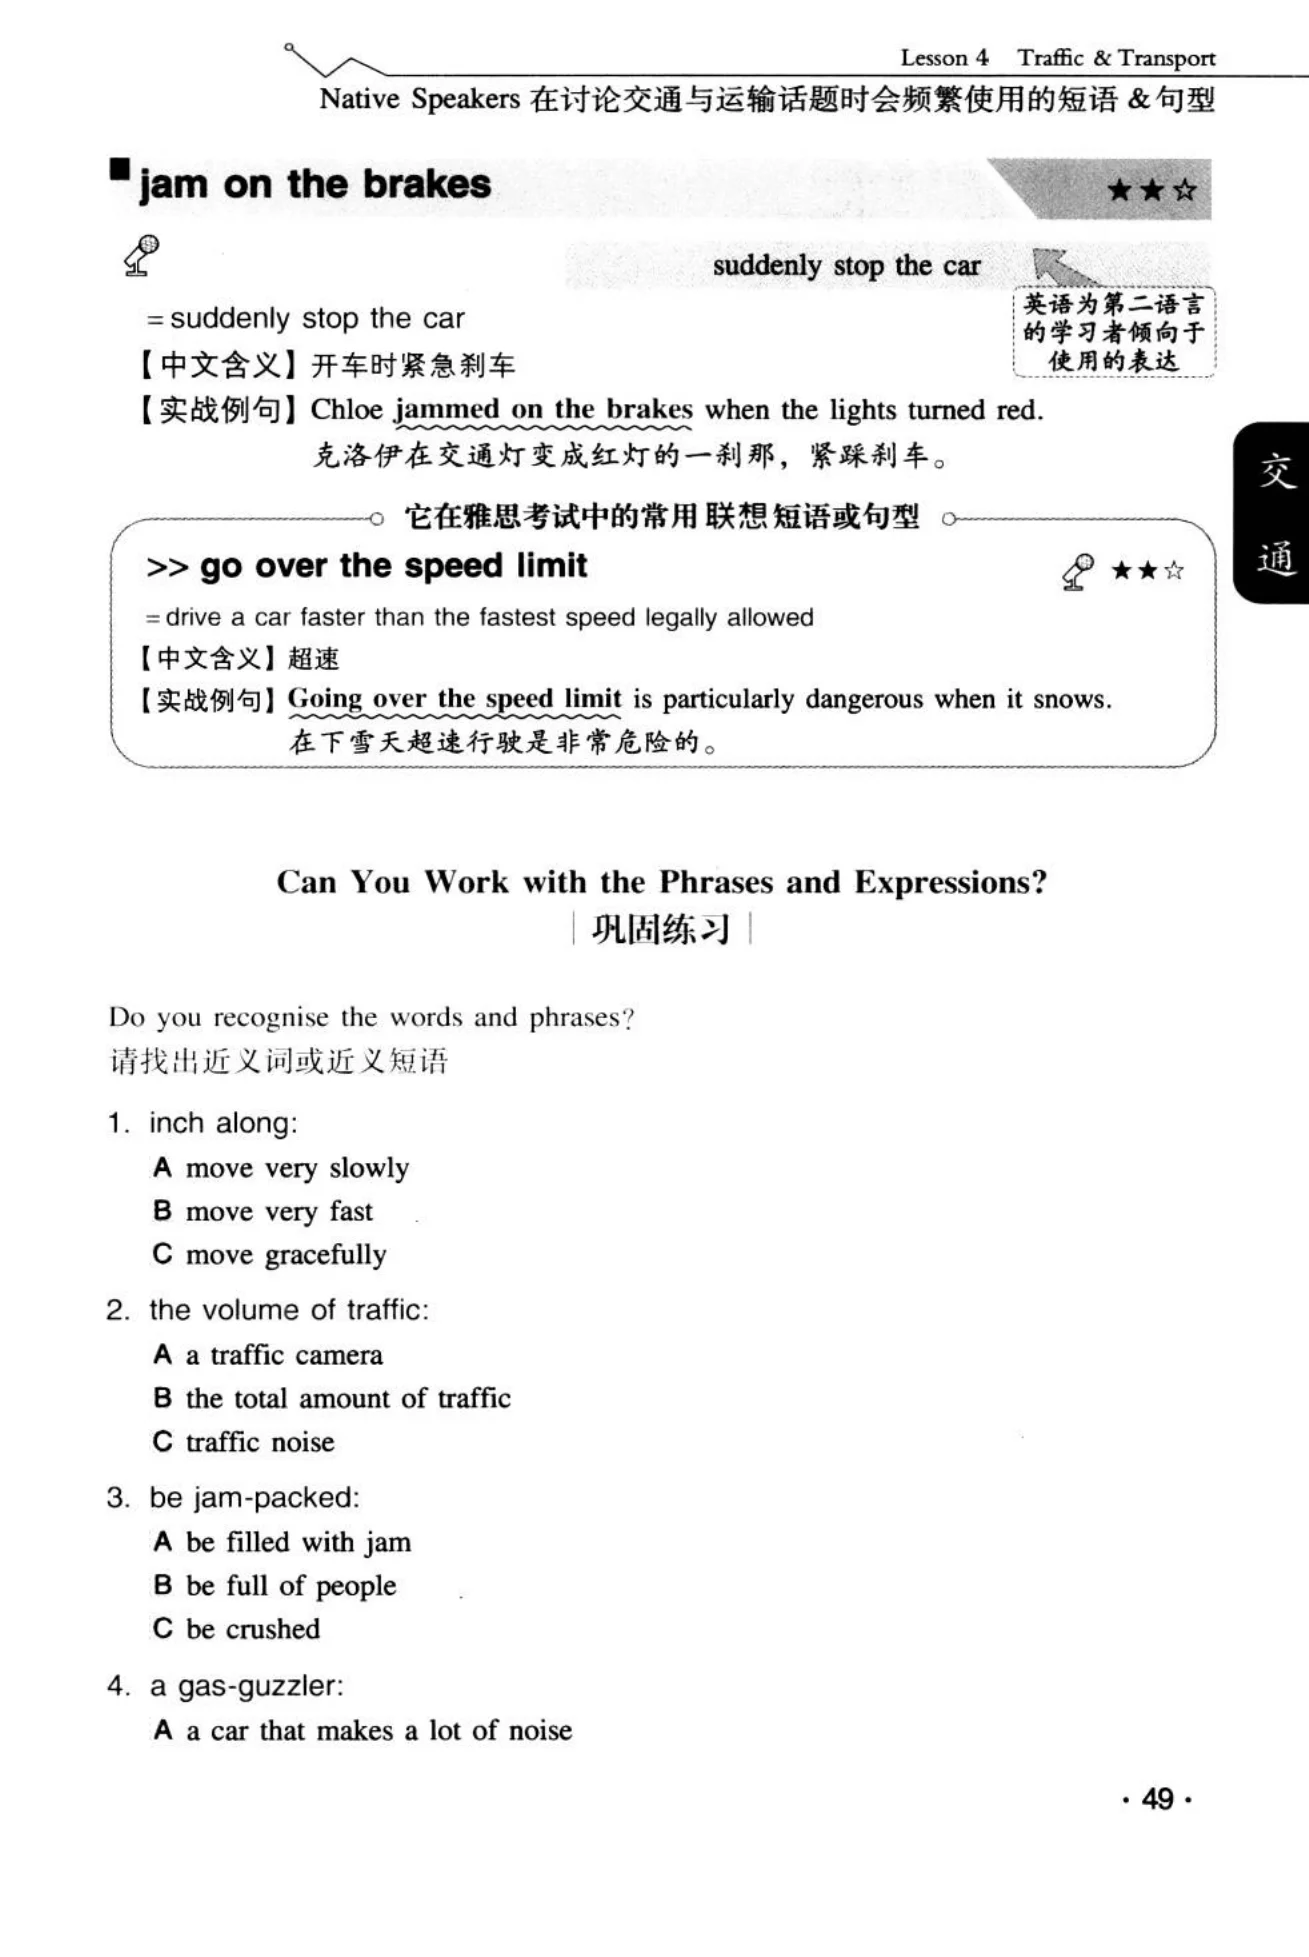 Lesson 4 Traffic & Transport
Native Speakers 在讨论交通与运输话题时会频繁使用的短语 &句型
■ jam on the brakes ★★☆
suddenly stop the car
英语为第二语言
的学习者倾向于
使用的表达
=suddenly stop the car
【中文含义】开车时紧急刹车
【实战例句】Chloe jammed on the brakes when the lights turned red.
克洛伊在交通灯变成红灯的一刹那，紧踩刹车。
交
通
它在雅思考试中的常用联想短语或句型
>> go over the speed limit ★★☆
=drive a car faster than the fastest speed legally allowed
【中文含义】超速
【实战例句】Going over the speed limit is particularly dangerous when it snows.
在下雪天超速行驶是非常危险的。
Can You Work with the Phrases and Expressions?
| 巩固练习 |
Do you recognise the words and phrases?
请找出近义词或近义短语
1. inch along:
A move very slowly
B move very fast
C move gracefully
2. the volume of traffic:
A a traffic camera
B the total amount of traffic
C traffic noise
3. be jam-packed:
A be filled with jam
B be full of people
C be crushed
4. a gas-guzzler:
A a car that makes a lot of noise
· 49 ·